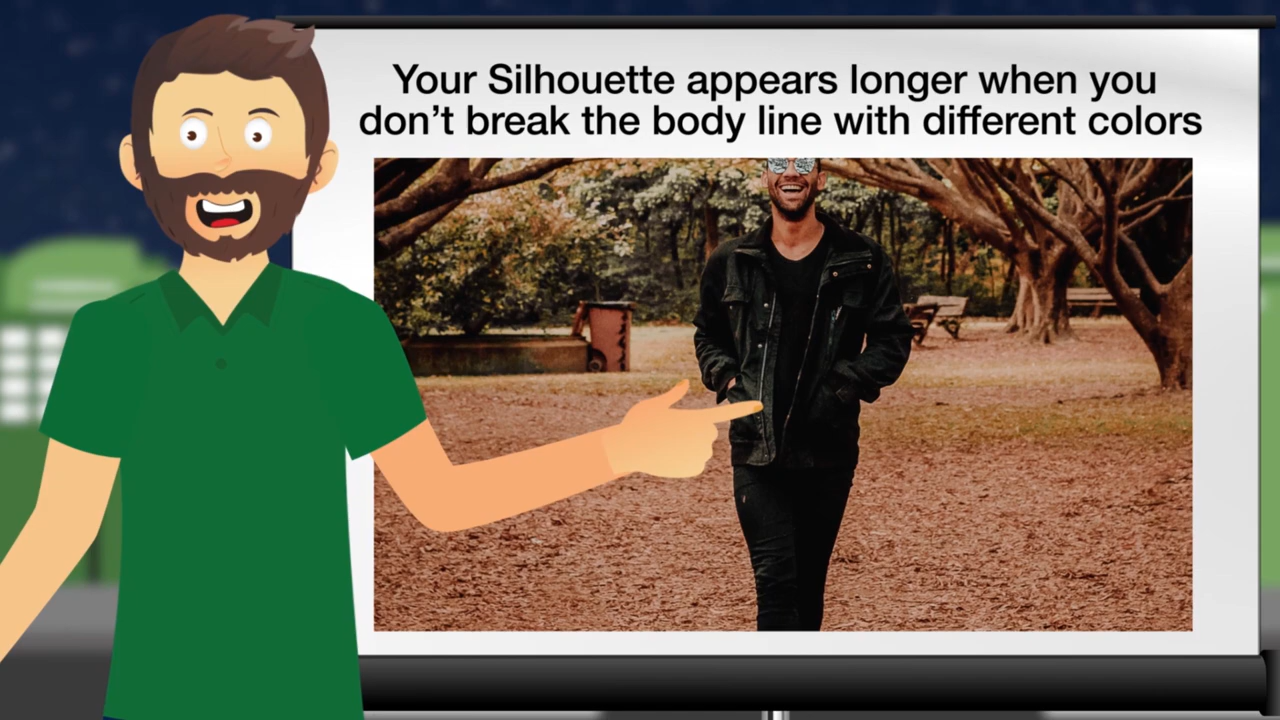 Your Silhouette appears longer when you
don’t break the body line with different colors